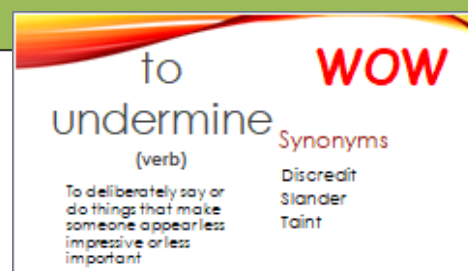 to
undermine
(verb)
To deliberately say or
do things that make
someone appear less
impressive or less
important
WOW
Synonyms
Discredit
Slander
Taint